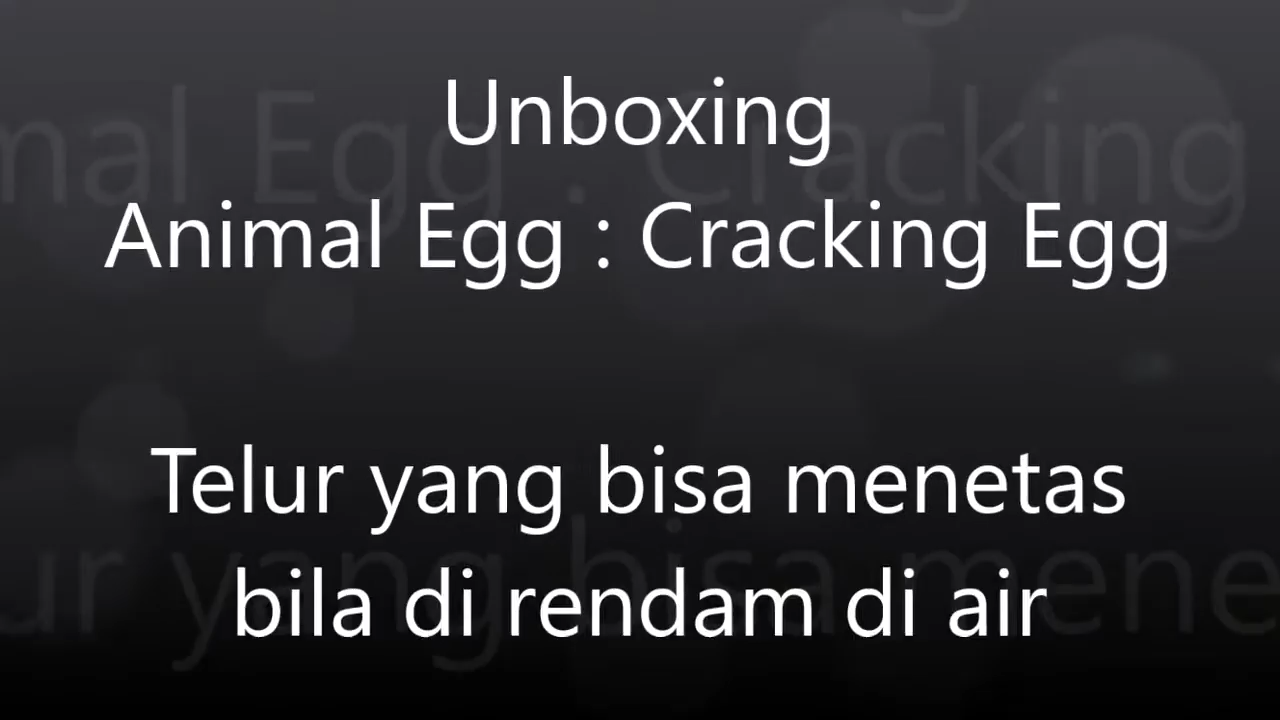 Unboxing
Animal Egg : Cracking Egg
Telur yang bisa menetas
bila di rendam di air